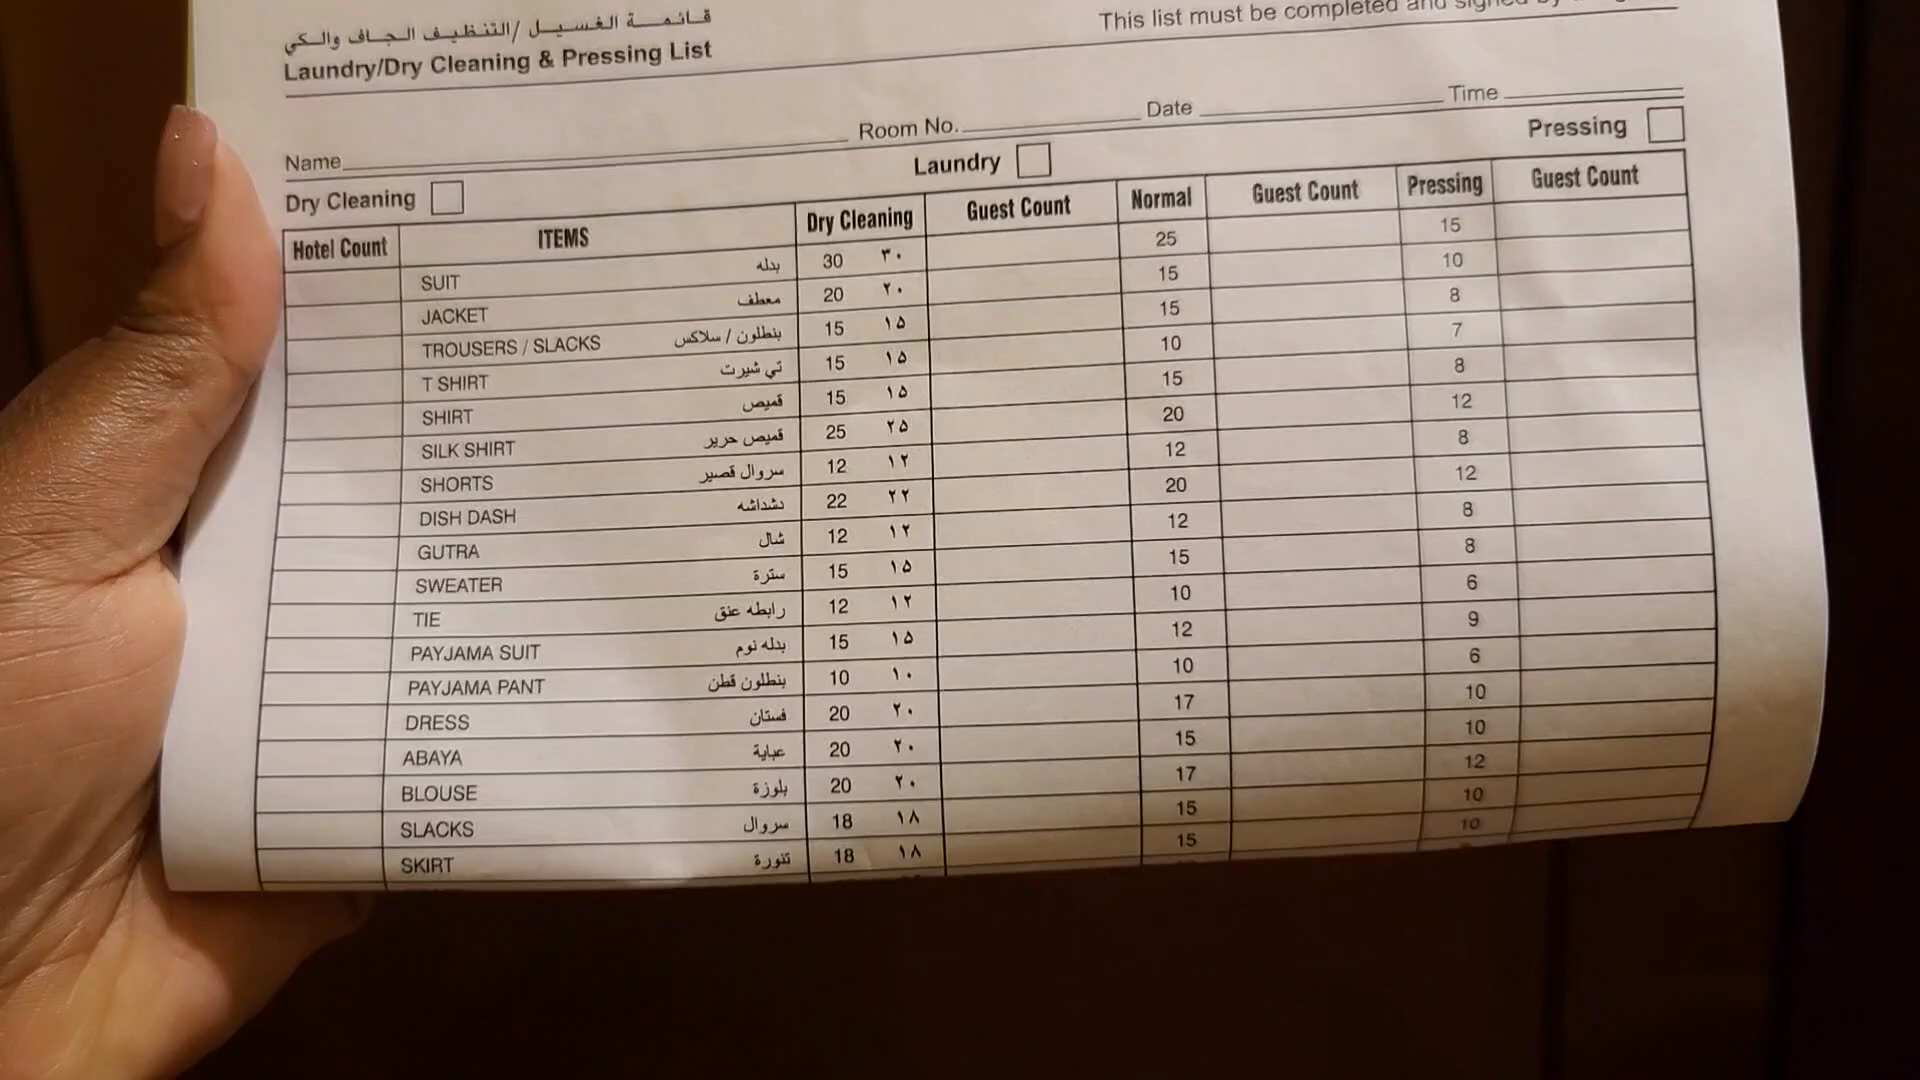 قائمة الغسيل/التنظيف الجاف والكي
Laundry/Dry Cleaning & Pressing List
This list must be completed and signed by
Name Room No. Date Time
Dry Cleaning Laundry Pressing
Hotel Count ITEMS Dry Cleaning Guest Count Normal Guest Count Pressing Guest Count
SUIT بدله 30 ٣٠ 25 15
JACKET معطف 20 ٢٠ 15 10
TROUSERS / SLACKS بنطلون / سلاكس 15 ١٥ 15 8
T SHIRT تي شيرت 15 ١٥ 10 7
SHIRT قميص 15 ١٥ 15 8
SILK SHIRT قميص حرير 25 ٢٥ 20 12
SHORTS سروال قصير 12 ١٢ 12 8
DISH DASH دشداشه 22 ٢٢ 20 12
GUTRA شال 12 ١٢ 12 8
SWEATER سترة 15 ١٥ 15 8
TIE رابطه عنق 12 ١٢ 10 6
PAYJAMA SUIT بدله نوم 15 ١٥ 12 9
PAYJAMA PANT بنطلون قطن 10 ١٠ 10 6
DRESS فستان 20 ٢٠ 17 10
ABAYA عباية 20 ٢٠ 15 10
BLOUSE بلوزة 20 ٢٠ 17 12
SLACKS سروال 18 ١٨ 15 10
SKIRT تنورة 18 ١٨ 15 10